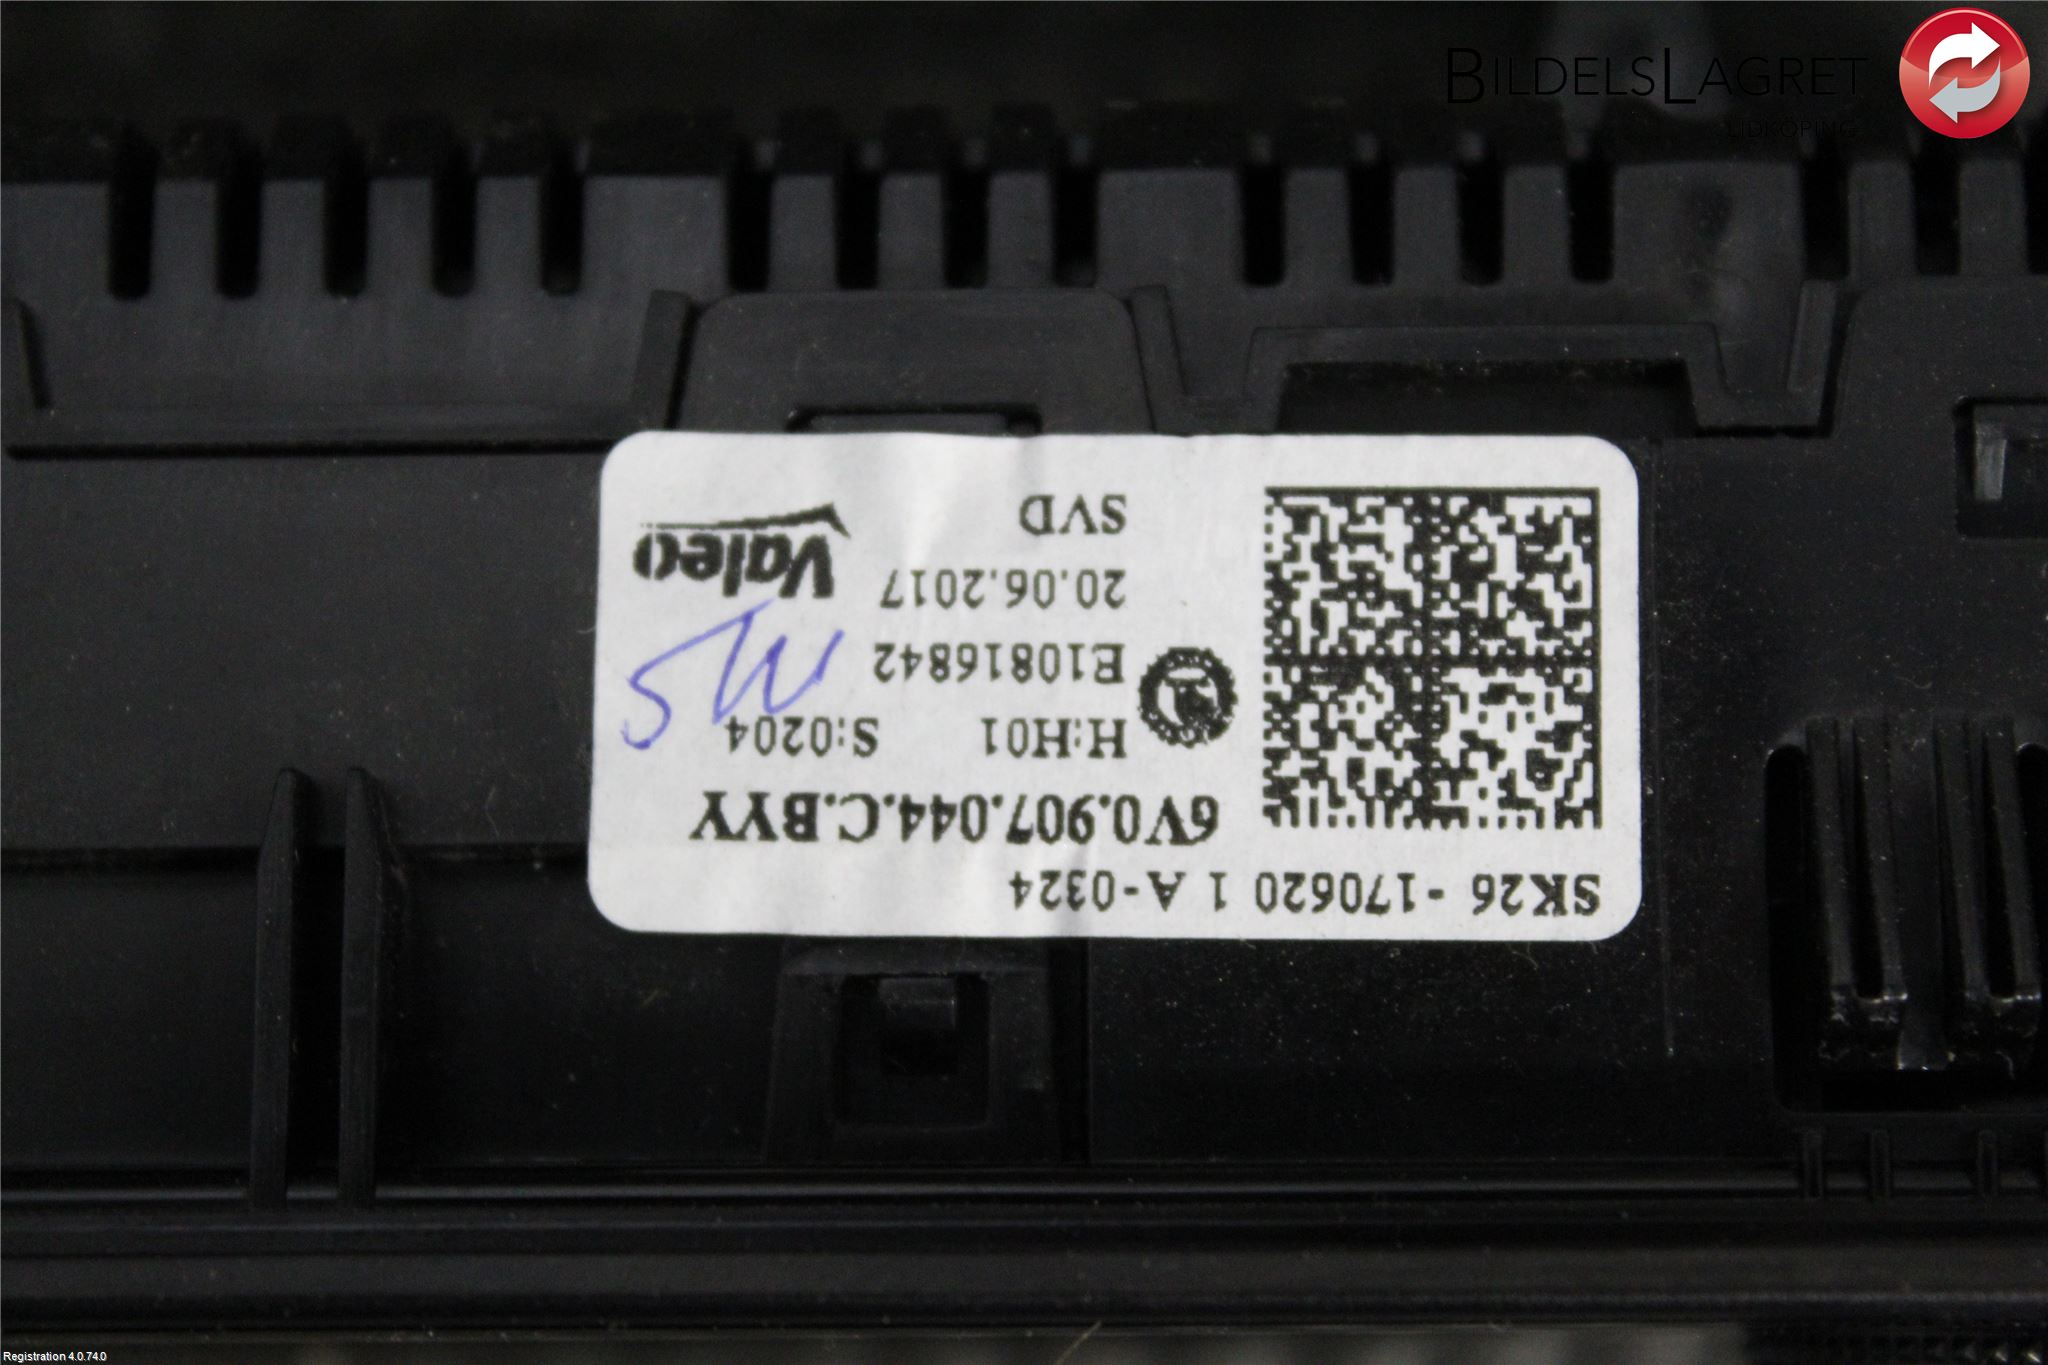 BILDELSLAGRET
LIDKÖPING
SK26 -170620 1 A-0324
6V0.907.044.C.BYY
H:H01 S:0204
E10816842
20.06.2017
SVD
Valeo
Registration 4.0.74.0